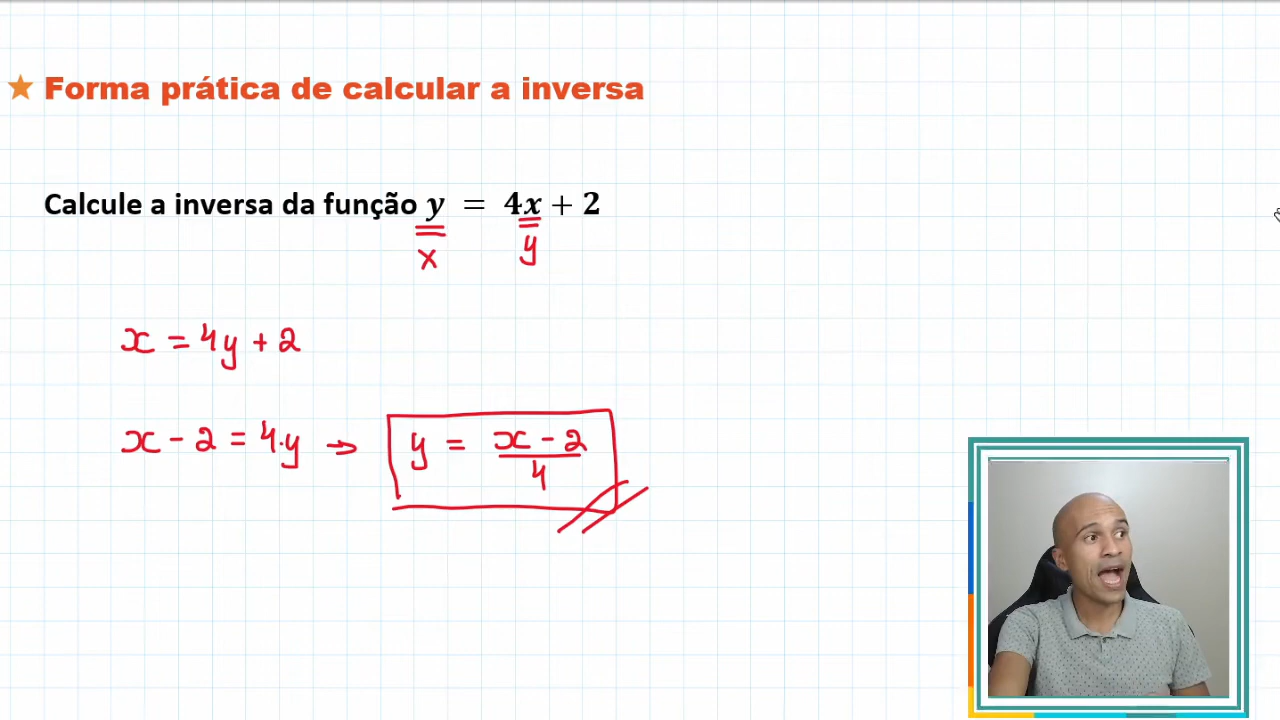 ★ Forma prática de calcular a inversa
Calcule a inversa da função y = 4x + 2
x y
x = 4y + 2
x - 2 = 4·y → y = (x - 2)/4